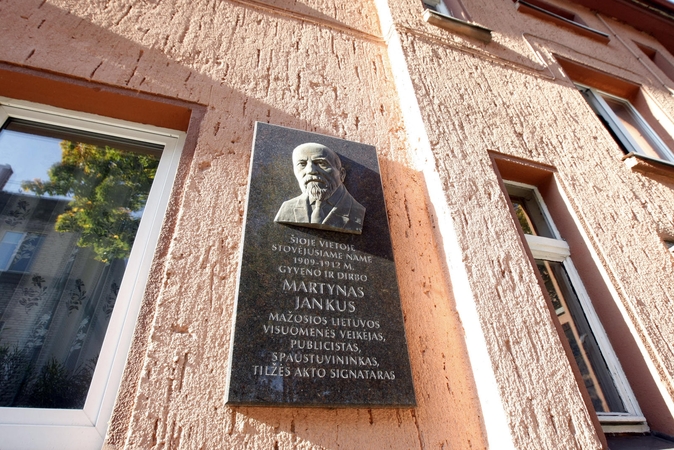 ŠIOJE VIETOJE
STOVĖJUSIAME NAME
1909-1912 M.
GYVENO IR DIRBO
MARTYNAS
JANKUS
MAŽOSIOS LIETUVOS
VISUOMENĖS VEIKĖJAS,
PUBLICISTAS,
SPAUSTUVININKAS,
TILŽĖS AKTO SIGNATARAS